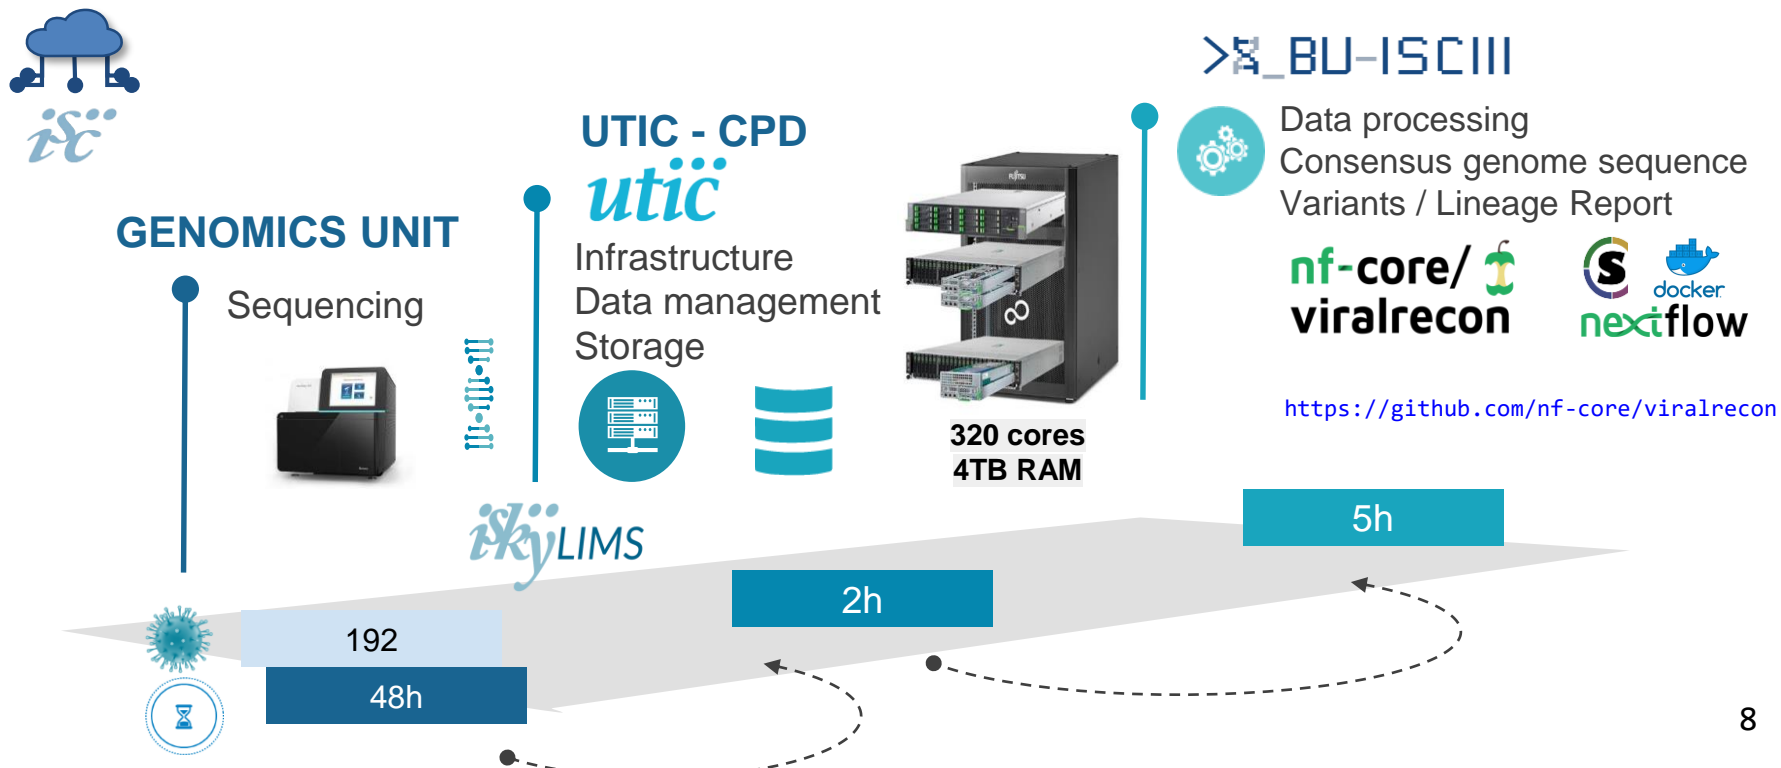 isciii
GENOMICS UNIT
Sequencing
UTIC - CPD
utic
Infrastructure
Data management
Storage
FUJITSU
320 cores
4TB RAM
>_BU-ISCIII
Data processing
Consensus genome sequence
Variants / Lineage Report
nf-core/
viralrecon
S
docker
nextflow
https://github.com/nf-core/viralrecon
iskyLIMS
192
48h
2h
5h
8